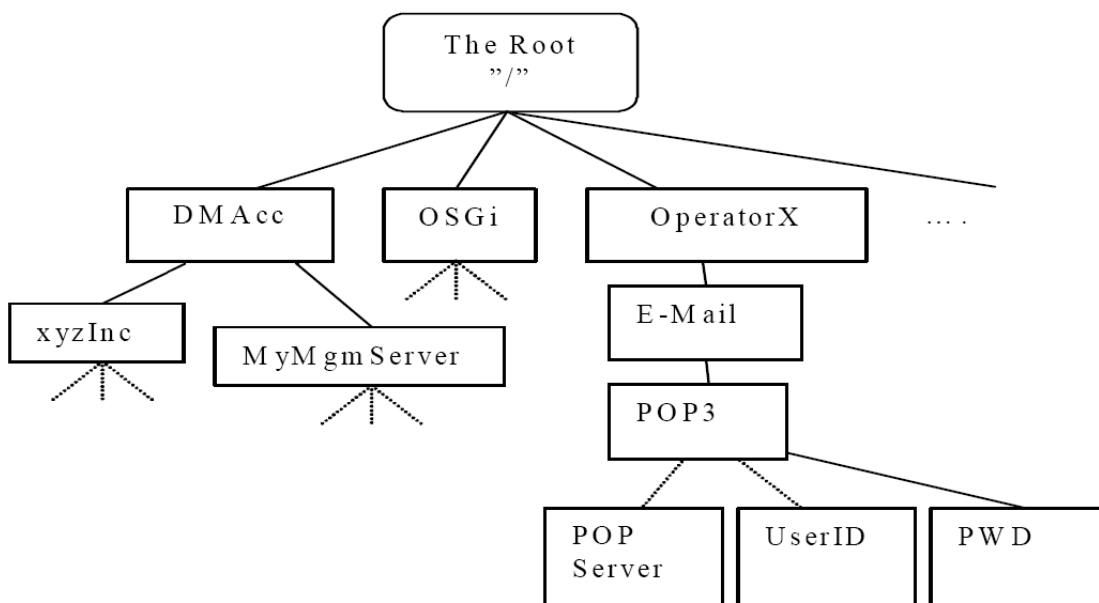 The Root
”/”
DMAcc
OSGi
OperatorX
... .
xyzInc
MyMgmServer
E-Mail
POP3
POP
Server
UserID
PWD